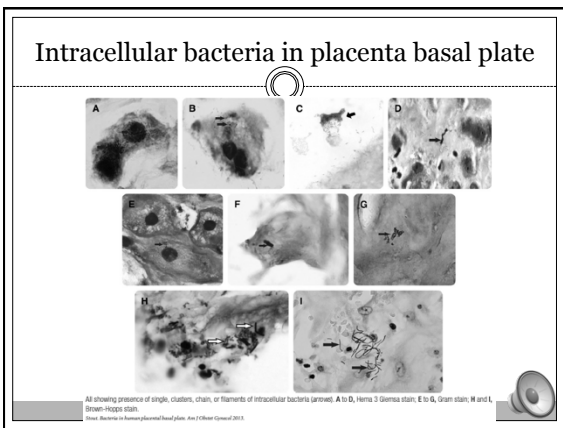 Intracellular bacteria in placenta basal plate
A
B
C
D
E
F
G
H
I
All showing presence of single, clusters, chain, or filaments of intracellular bacteria (arrows). A to D, Hema 3 Giemsa stain; E to G, Gram stain; H and I,
Brown-Hopps stain.
Stout. Bacteria in human placental basal plate. Am J Obstet Gynecol 2013.